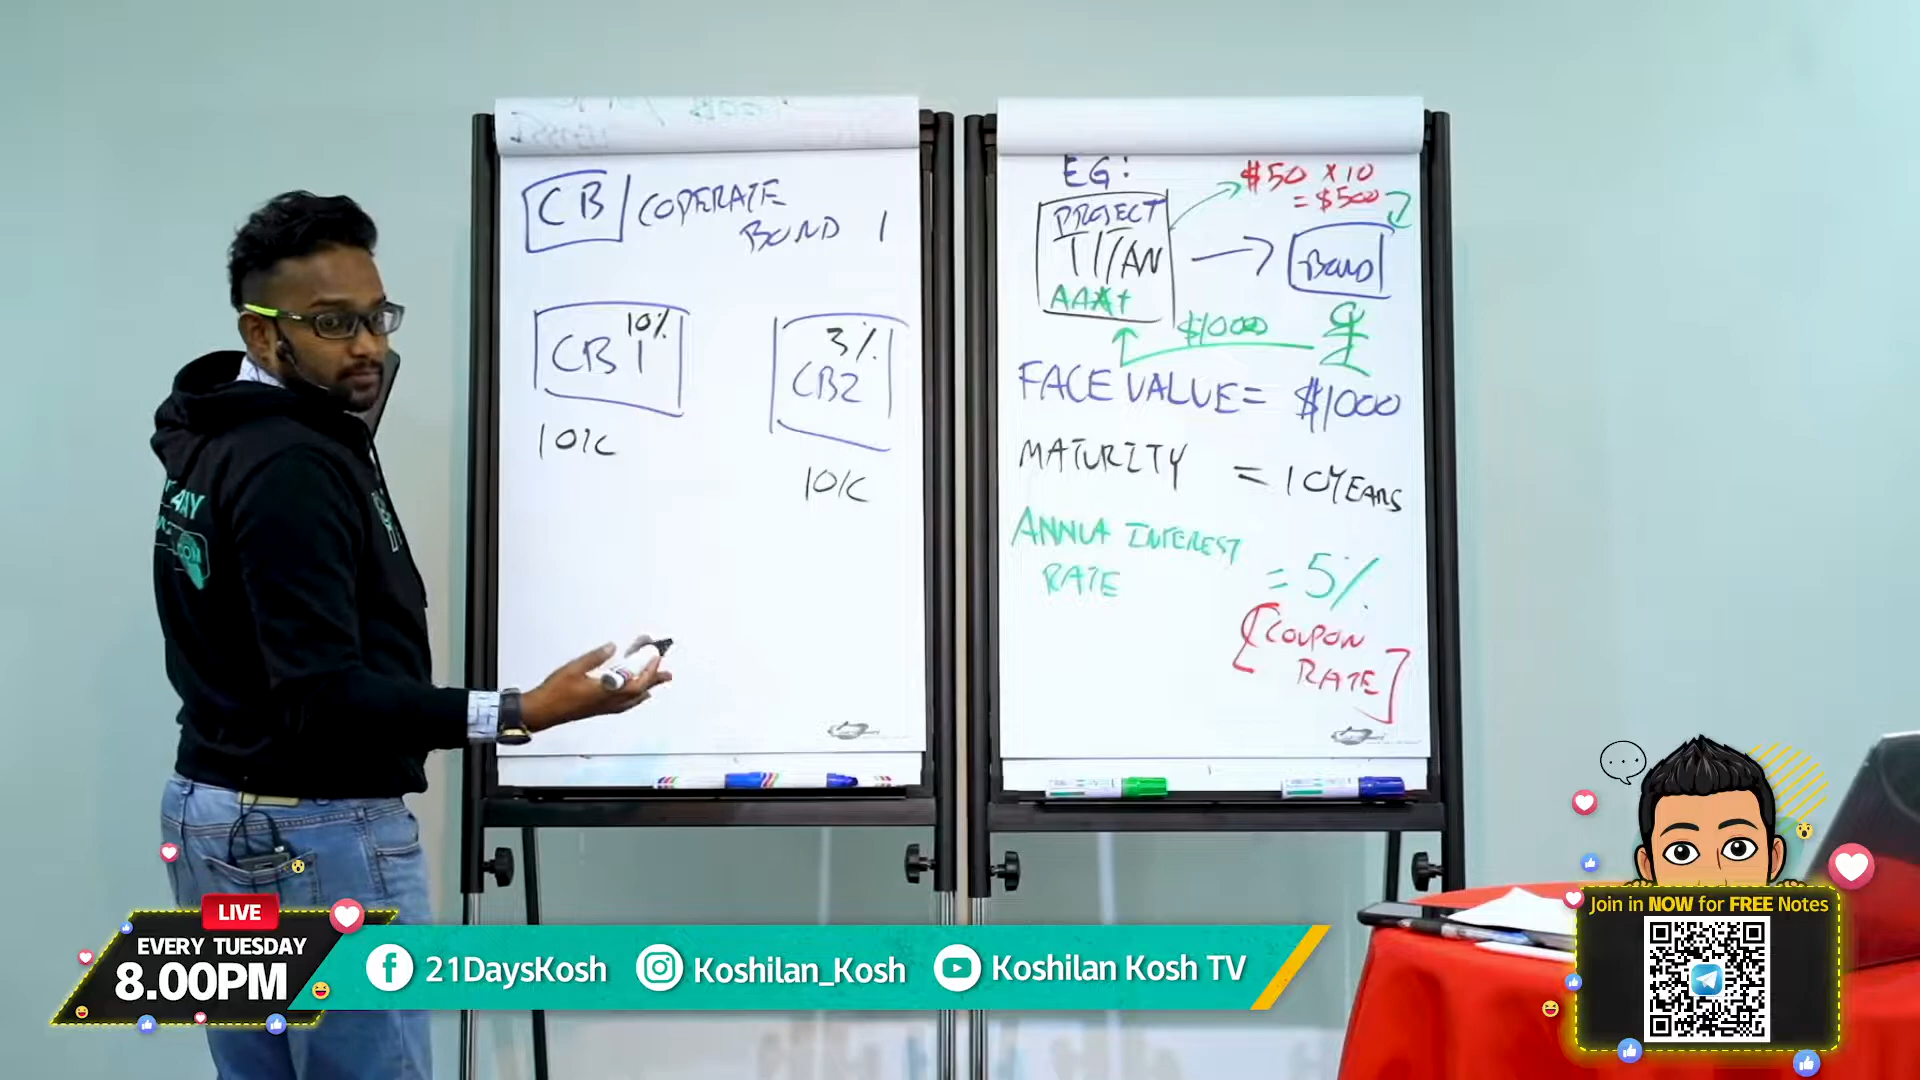 CB
COPERATE
BOND 1
10%
CB 1
10K
3%
CB2
10K
EG:
$50 x 10
= $500
PROJECT
TITAN
AAA+
BOND
$1000
FACE VALUE = $1000
MATURITY = 10 YEARS
ANNUA INTEREST
RATE = 5%
[COUPON
RATE]
LIVE
EVERY TUESDAY
8.00PM
21DaysKosh
Koshilan_Kosh
Koshilan Kosh TV
Join in NOW for FREE Notes